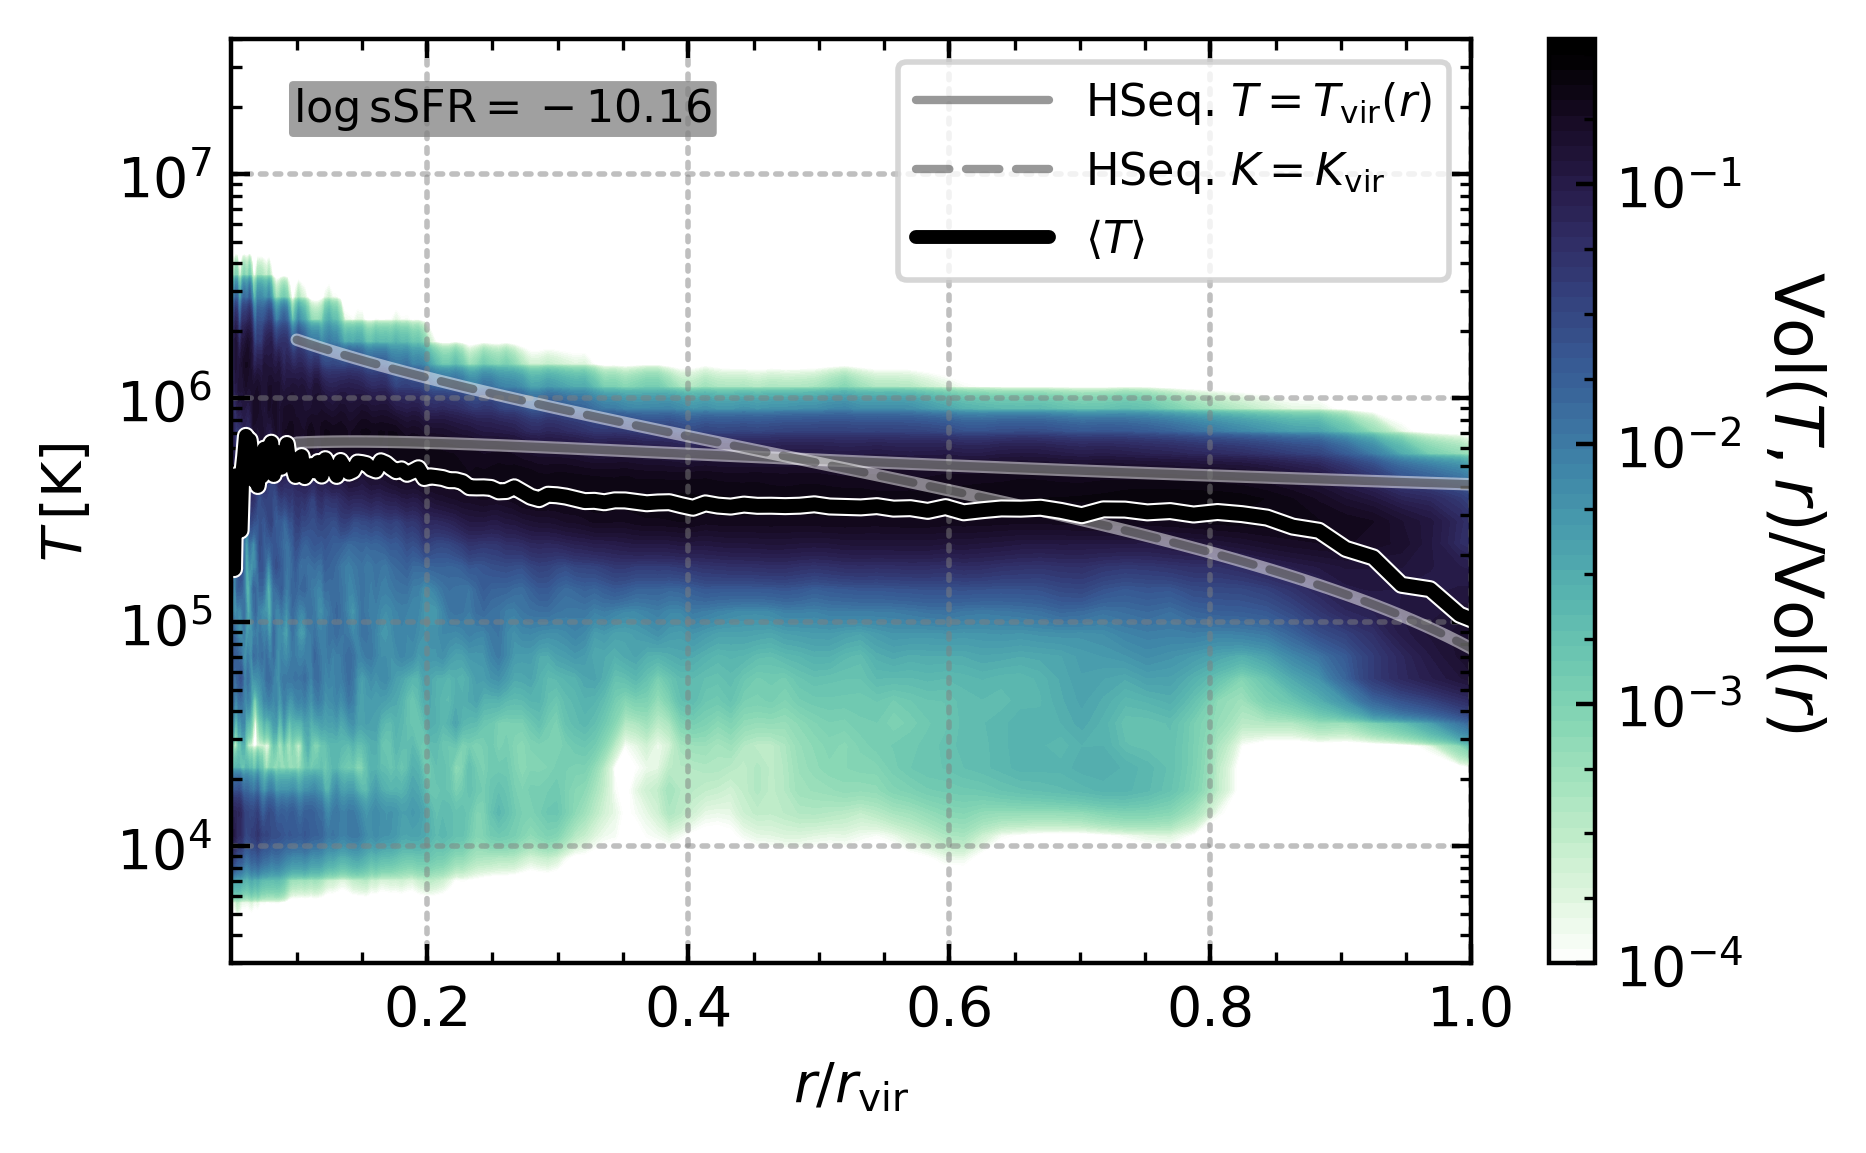 log sSFR = −10.16
HSeq. T = T_vir(r)
HSeq. K = K_vir
⟨T⟩
10^7
10^6
10^5
10^4
T [K]
0.2 0.4 0.6 0.8 1.0
r/r_vir
10^−1
10^−2
10^−3
10^−4
Vol(T, r)/Vol(r)